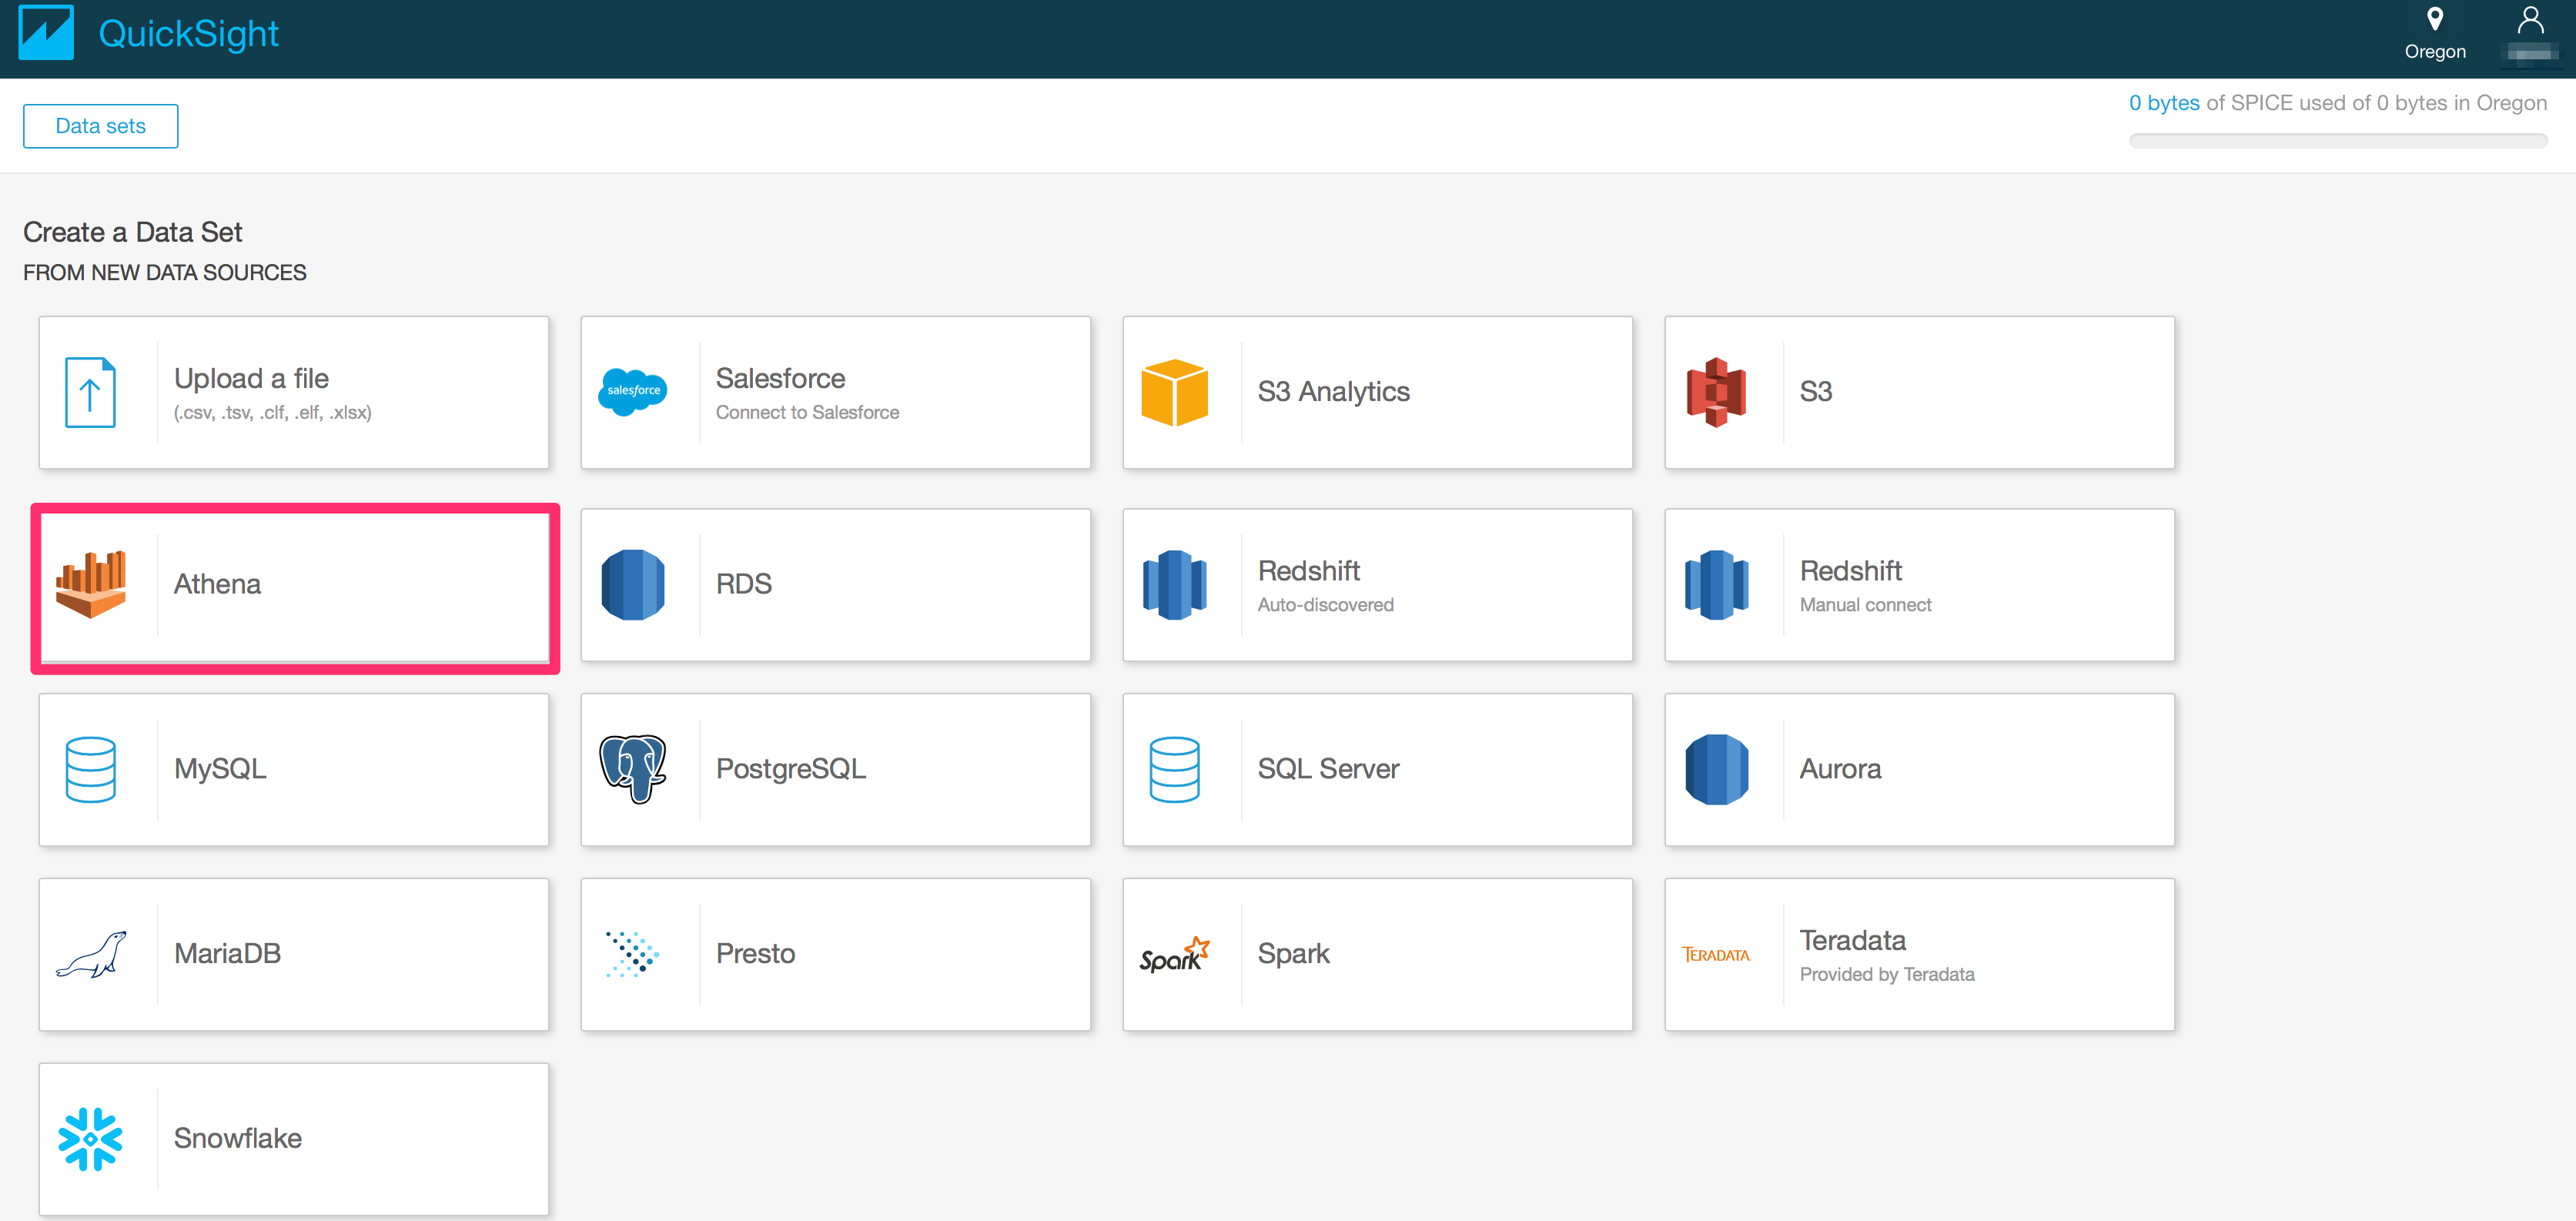 QuickSight
Oregon
Data sets
0 bytes of SPICE used of 0 bytes in Oregon
Create a Data Set
FROM NEW DATA SOURCES
Upload a file
(.csv, .tsv, .clf, .elf, .xlsx)
salesforce
Salesforce
Connect to Salesforce
S3 Analytics
S3
Athena
RDS
Redshift
Auto-discovered
Redshift
Manual connect
MySQL
PostgreSQL
SQL Server
Aurora
MariaDB
Presto
Spark
Spark
TERADATA
Teradata
Provided by Teradata
Snowflake